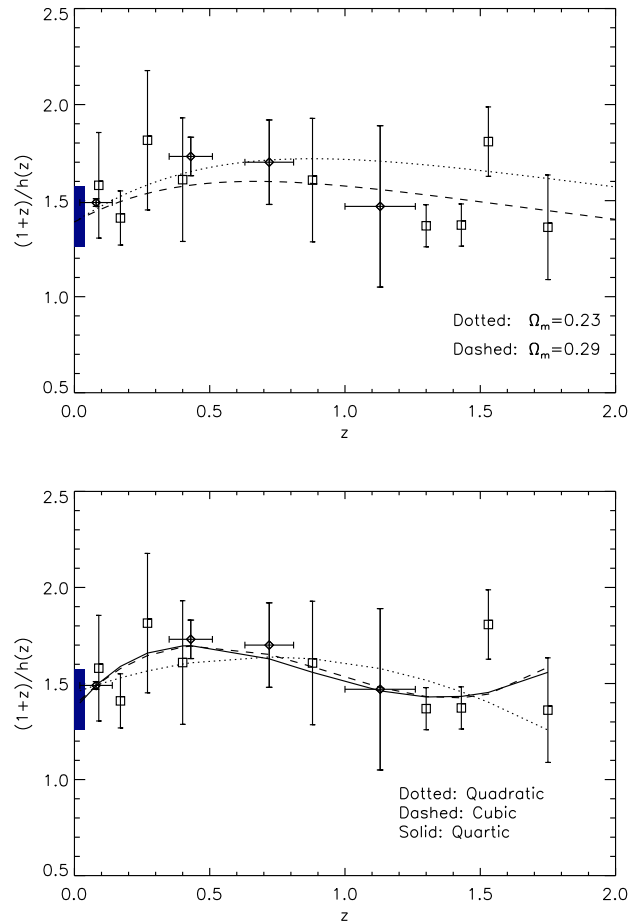 2.5
2.0
1.5
1.0
0.5
(1+z)/h(z)
Dotted: Ωm=0.23
Dashed: Ωm=0.29
0.0 0.5 1.0 1.5 2.0
z
2.5
2.0
1.5
1.0
0.5
(1+z)/h(z)
Dotted: Quadratic
Dashed: Cubic
Solid: Quartic
0.0 0.5 1.0 1.5 2.0
z